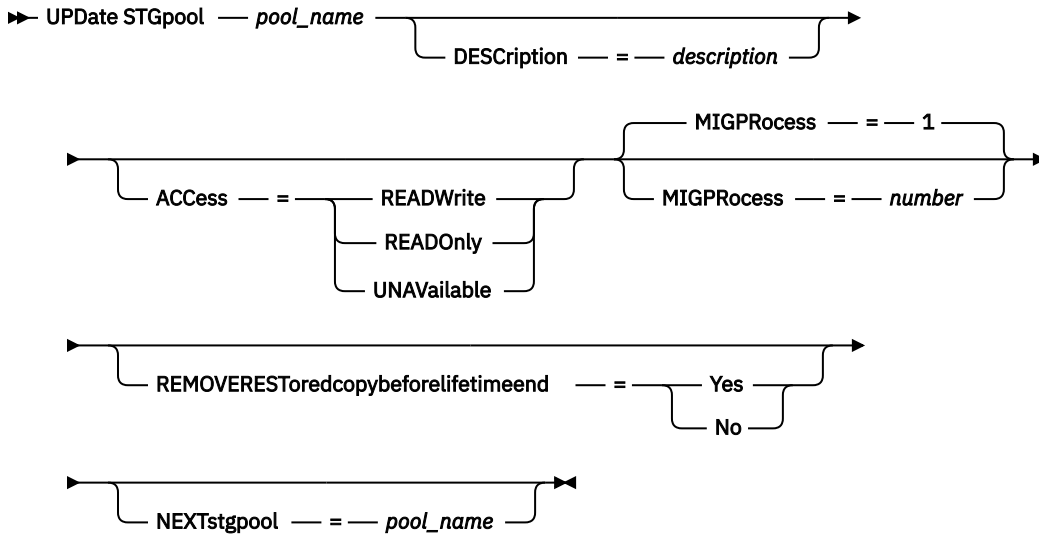 UPDate STGpool pool_name
DESCription = description
MIGPRocess = 1
ACCess = READWrite
MIGPRocess = number
READOnly
UNAVailable
REMOVERESToredcopybeforelifetimeend = Yes
No
NEXTstgpool = pool_name